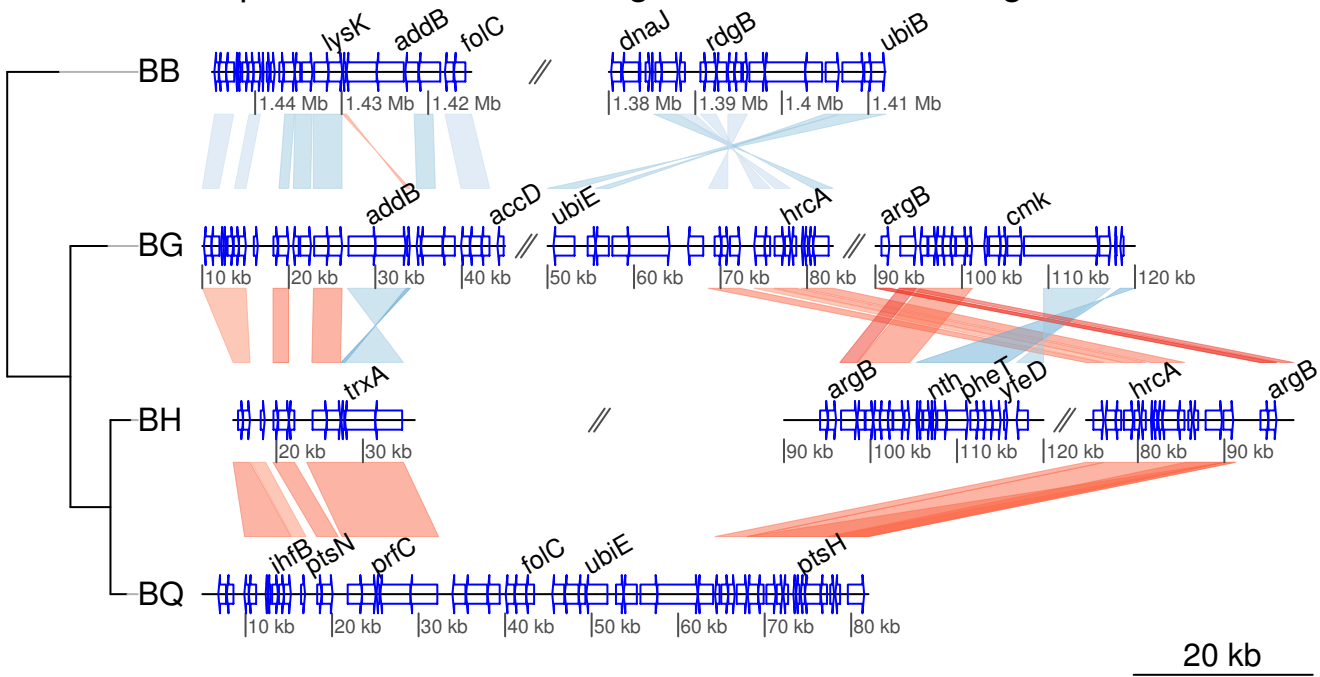 lysK addB folC dnaJ rdgB ubiB
BB
1.44 Mb 1.43 Mb 1.42 Mb 1.38 Mb 1.39 Mb 1.4 Mb 1.41 Mb
addB accD ubiE hrcA argB cmk
BG
10 kb 20 kb 30 kb 40 kb 50 kb 60 kb 70 kb 80 kb 90 kb 100 kb 110 kb 120 kb
trxA argB nth pheT yfeD hrcA argB
BH
20 kb 30 kb 90 kb 100 kb 110 kb 120 kb 80 kb 90 kb
ihfB ptsN prfC folC ubiE ptsH
BQ
10 kb 20 kb 30 kb 40 kb 50 kb 60 kb 70 kb 80 kb
20 kb